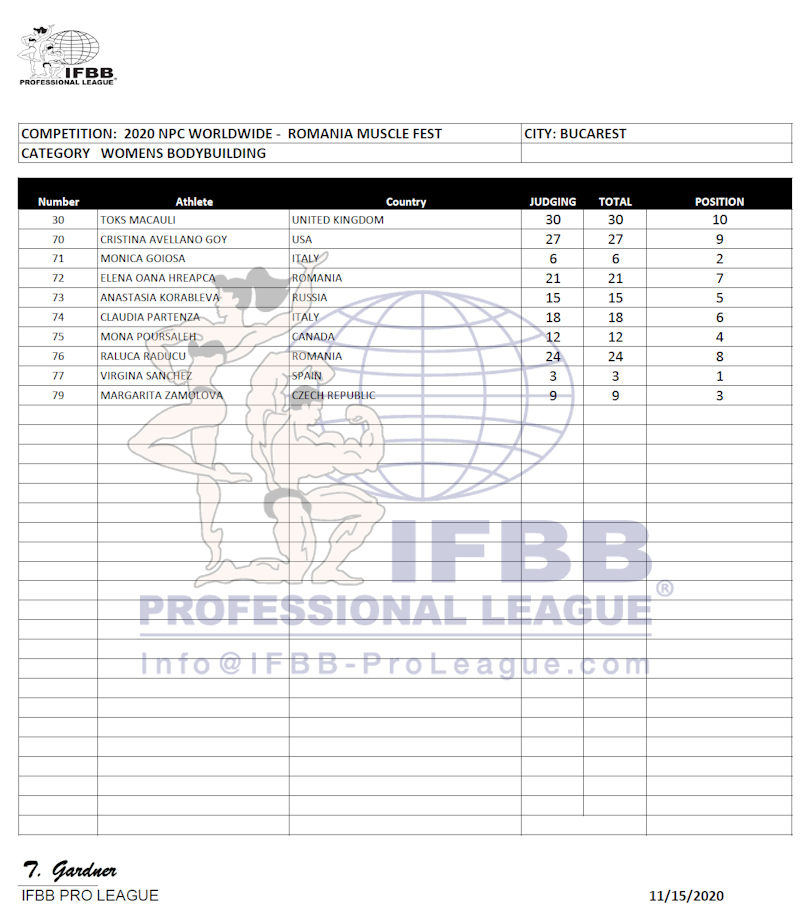 IFBB
PROFESSIONAL LEAGUE
COMPETITION: 2020 NPC WORLDWIDE - ROMANIA MUSCLE FEST CITY: BUCAREST
CATEGORY WOMENS BODYBUILDING
Number Athlete Country JUDGING TOTAL POSITION
30 TOKS MACAULI UNITED KINGDOM 30 30 10
70 CRISTINA AVELLANO GOY USA 27 27 9
71 MONICA GOIOSA ITALY 6 6 2
72 ELENA OANA HREAPCA ROMANIA 21 21 7
73 ANASTASIA KORABLEVA RUSSIA 15 15 5
74 CLAUDIA PARTENZA ITALY 18 18 6
75 MONA POURSALEH CANADA 12 12 4
76 RALUCA RADUCU ROMANIA 24 24 8
77 VIRGINA SANCHEZ SPAIN 3 3 1
79 MARGARITA ZAMOLOVA CZECH REPUBLIC 9 9 3
IFBB
PROFESSIONAL LEAGUE®
Info@IFBB-ProLeague.com
T. Gardner
IFBB PRO LEAGUE 11/15/2020